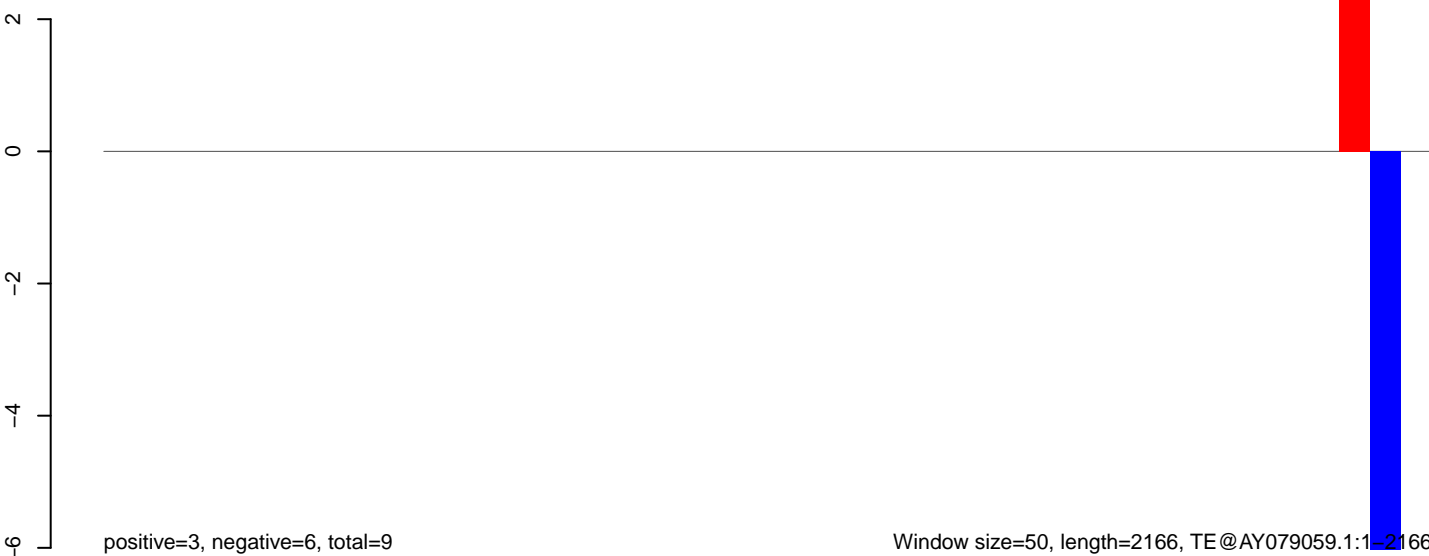 2
0
−2
−4
−6
positive=3, negative=6, total=9
Window size=50, length=2166, TE@AY079059.1:1−2166